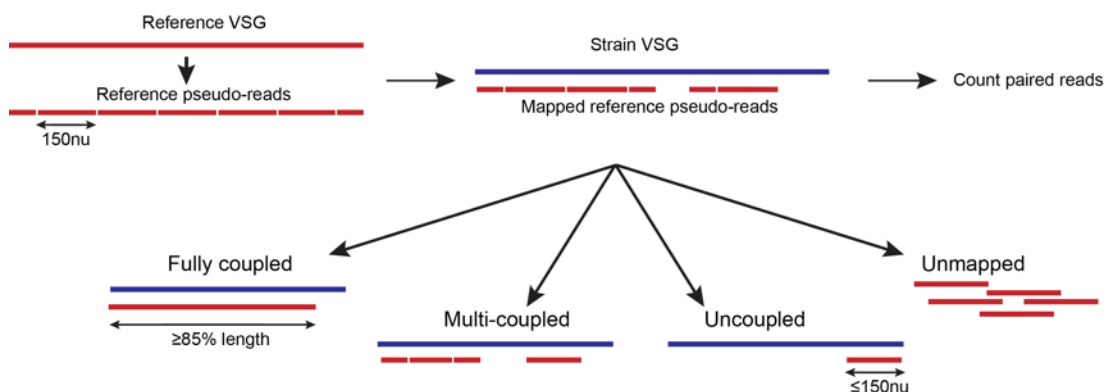 Reference VSG
Reference pseudo-reads
150nu
Strain VSG
Mapped reference pseudo-reads
Count paired reads
Fully coupled
≥85% length
Multi-coupled
Uncoupled
≤150nu
Unmapped